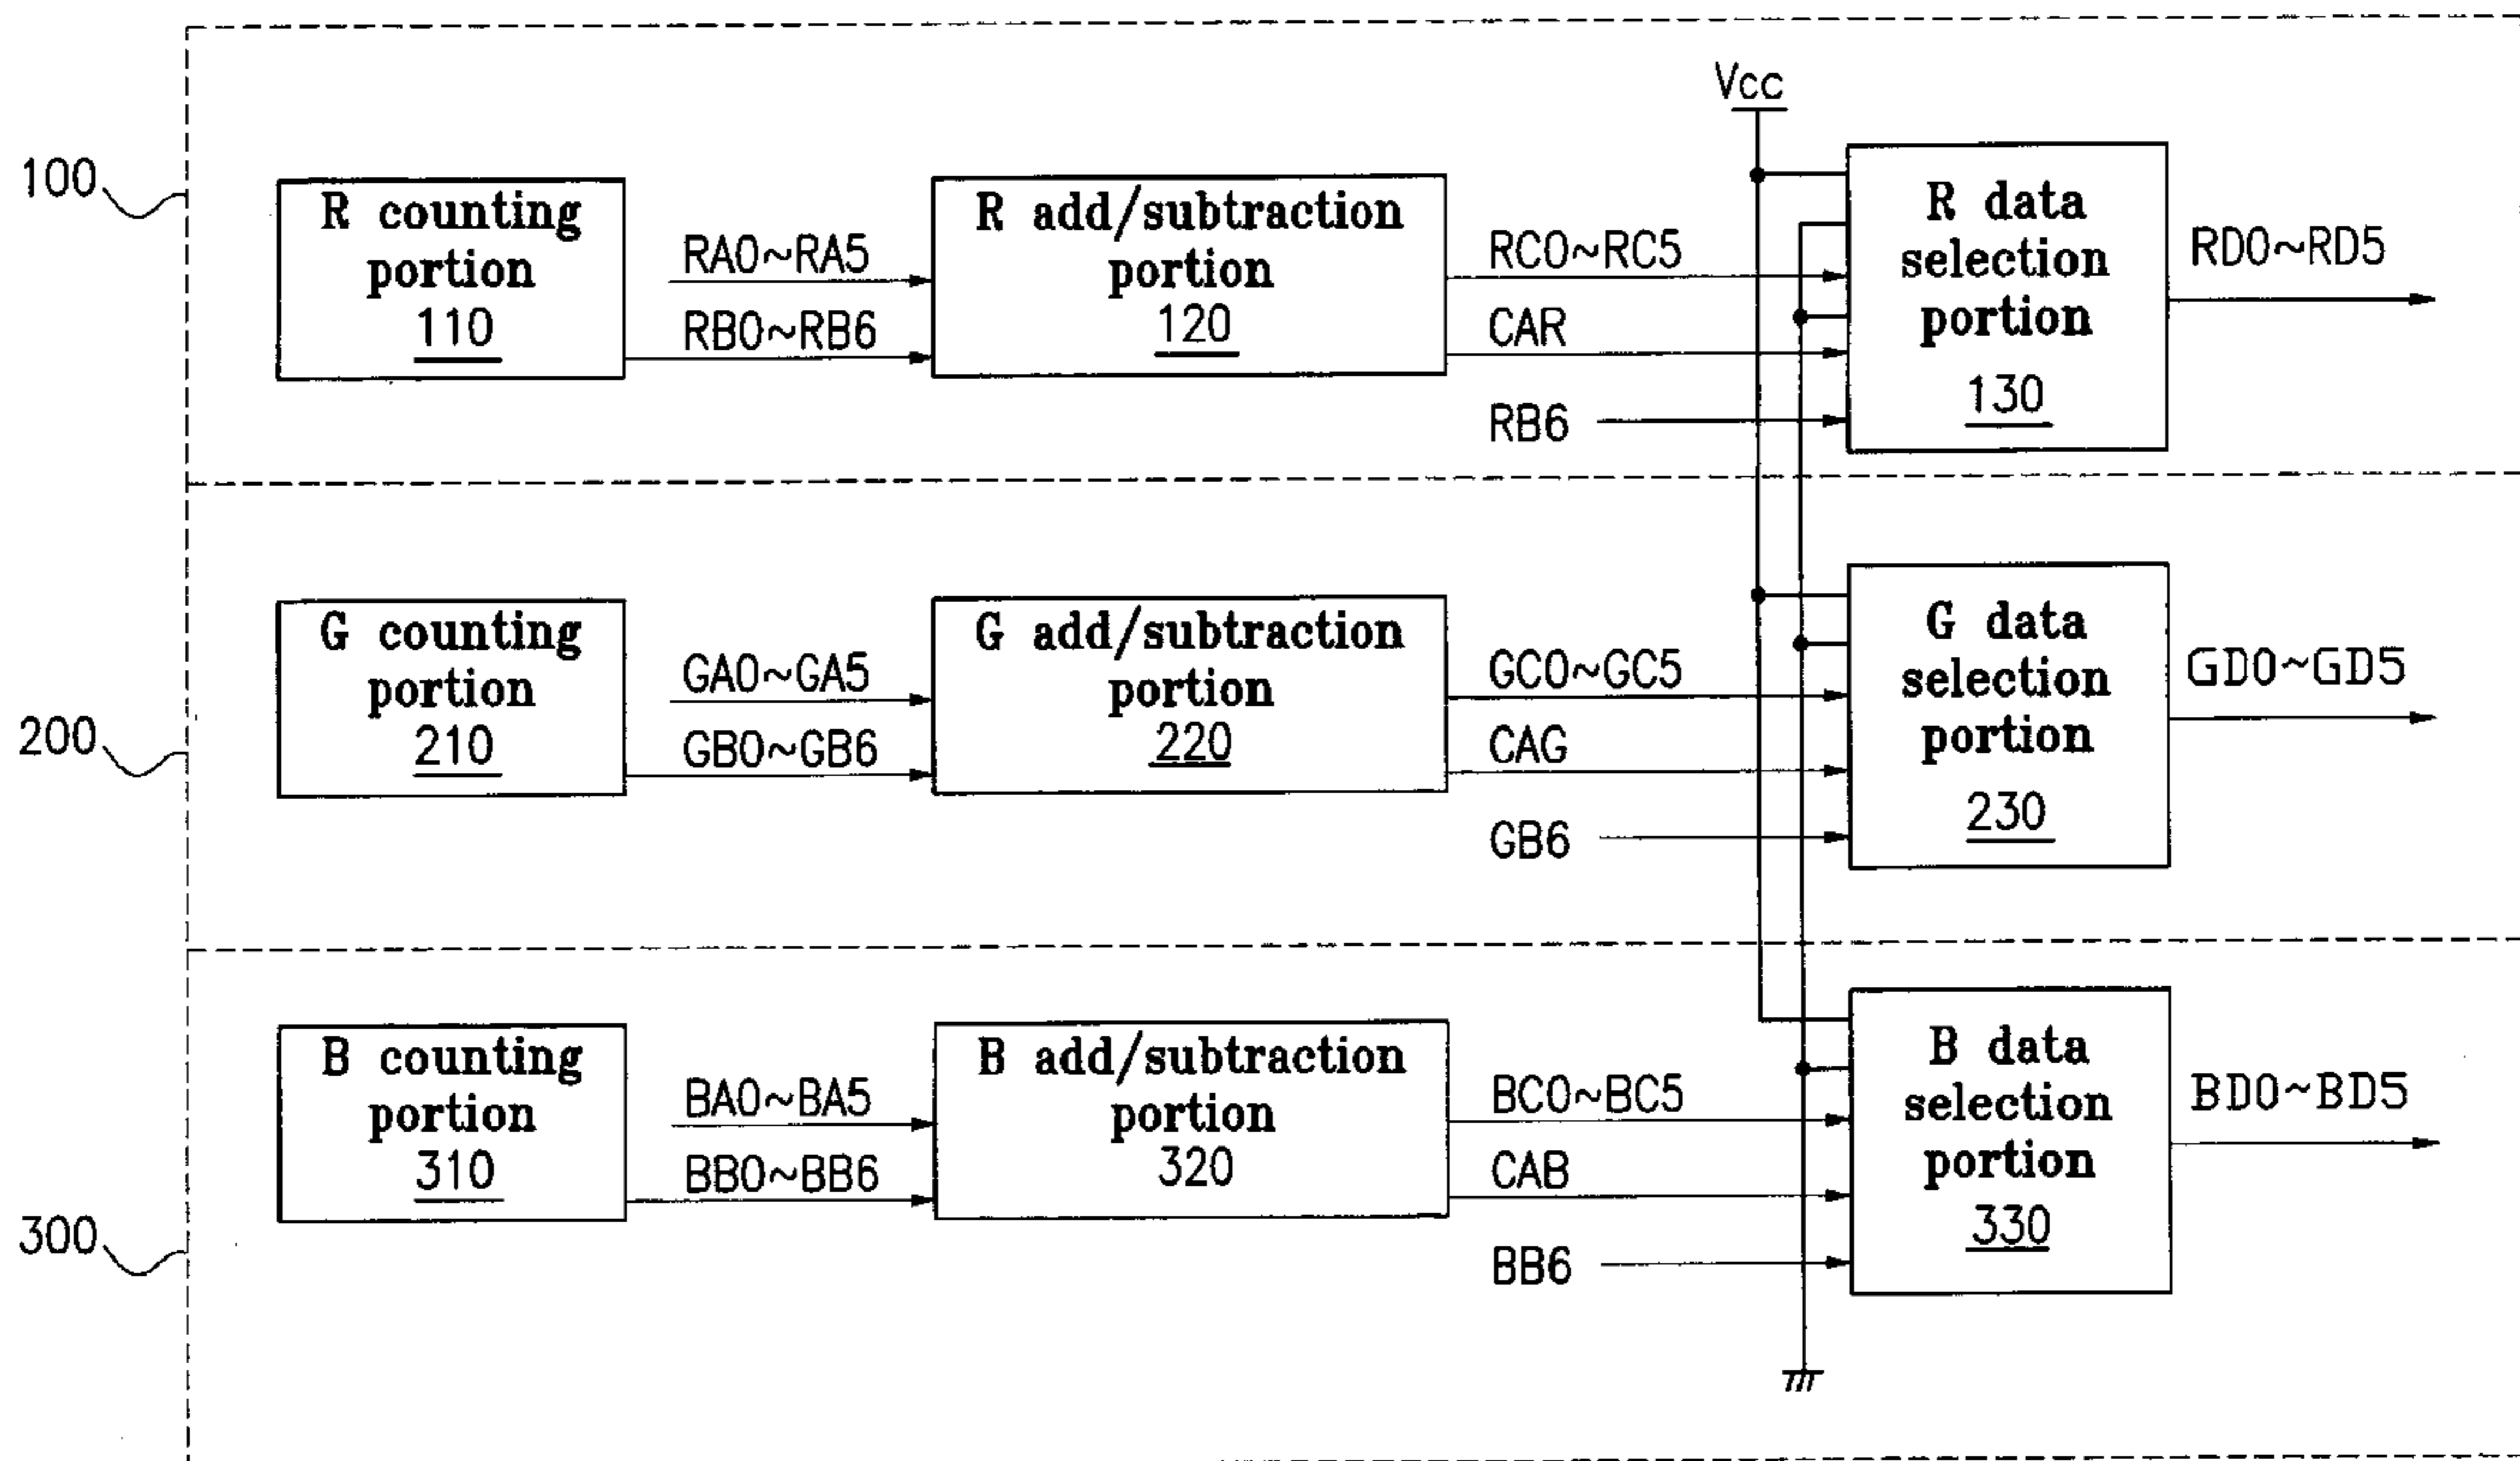 Vcc
100
R counting
portion
110
RA0~RA5
RB0~RB6
R add/subtraction
portion
120
RC0~RC5
CAR
RB6
R data
selection
portion
130
RD0~RD5
200
G counting
portion
210
GA0~GA5
GB0~GB6
G add/subtraction
portion
220
GC0~GC5
CAG
GB6
G data
selection
portion
230
GD0~GD5
300
B counting
portion
310
BA0~BA5
BB0~BB6
B add/subtraction
portion
320
BC0~BC5
CAB
BB6
B data
selection
portion
330
BD0~BD5